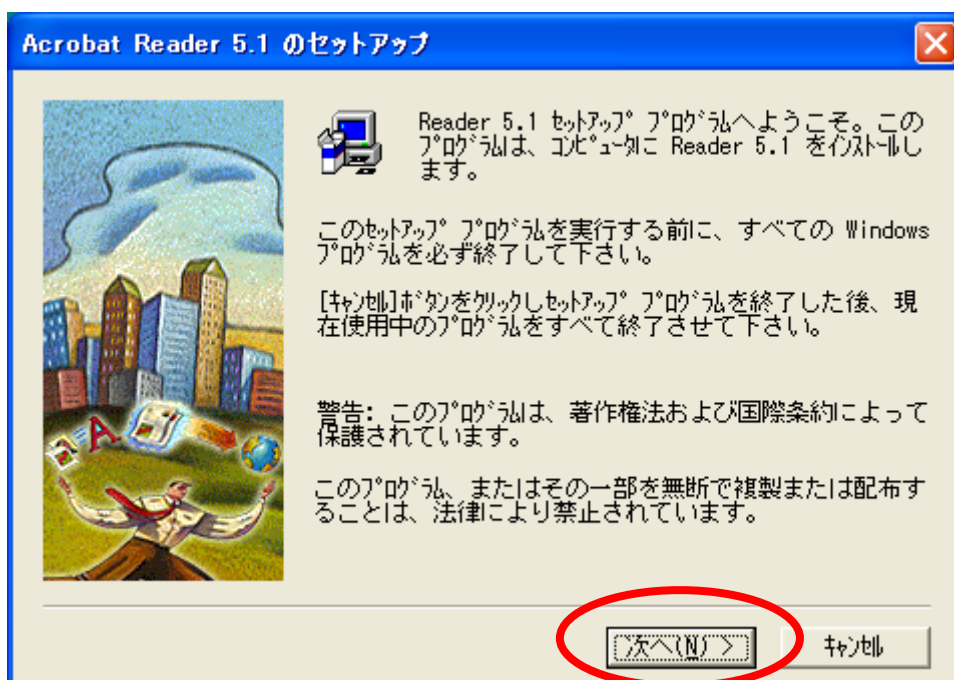 Acrobat Reader 5.1 のセットアップ
Reader 5.1 ｾｯﾄｱｯﾌﾟ ﾌﾟﾛｸﾞﾗﾑへようこそ。この
ﾌﾟﾛｸﾞﾗﾑは、ｺﾝﾋﾟｭｰﾀに Reader 5.1 をｲﾝｽﾄｰﾙし
ます。
このｾｯﾄｱｯﾌﾟ ﾌﾟﾛｸﾞﾗﾑを実行する前に、すべての Windows
ﾌﾟﾛｸﾞﾗﾑを必ず終了して下さい。
[ｷｬﾝｾﾙ]ﾎﾞﾀﾝをｸﾘｯｸしｾｯﾄｱｯﾌﾟ ﾌﾟﾛｸﾞﾗﾑを終了した後、現
在使用中のﾌﾟﾛｸﾞﾗﾑをすべて終了させて下さい。
警告: このﾌﾟﾛｸﾞﾗﾑは、著作権法および国際条約によって
保護されています。
このﾌﾟﾛｸﾞﾗﾑ、またはその一部を無断で複製または配布す
ることは、法律により禁止されています。
A
次へ(N) >
ｷｬﾝｾﾙ